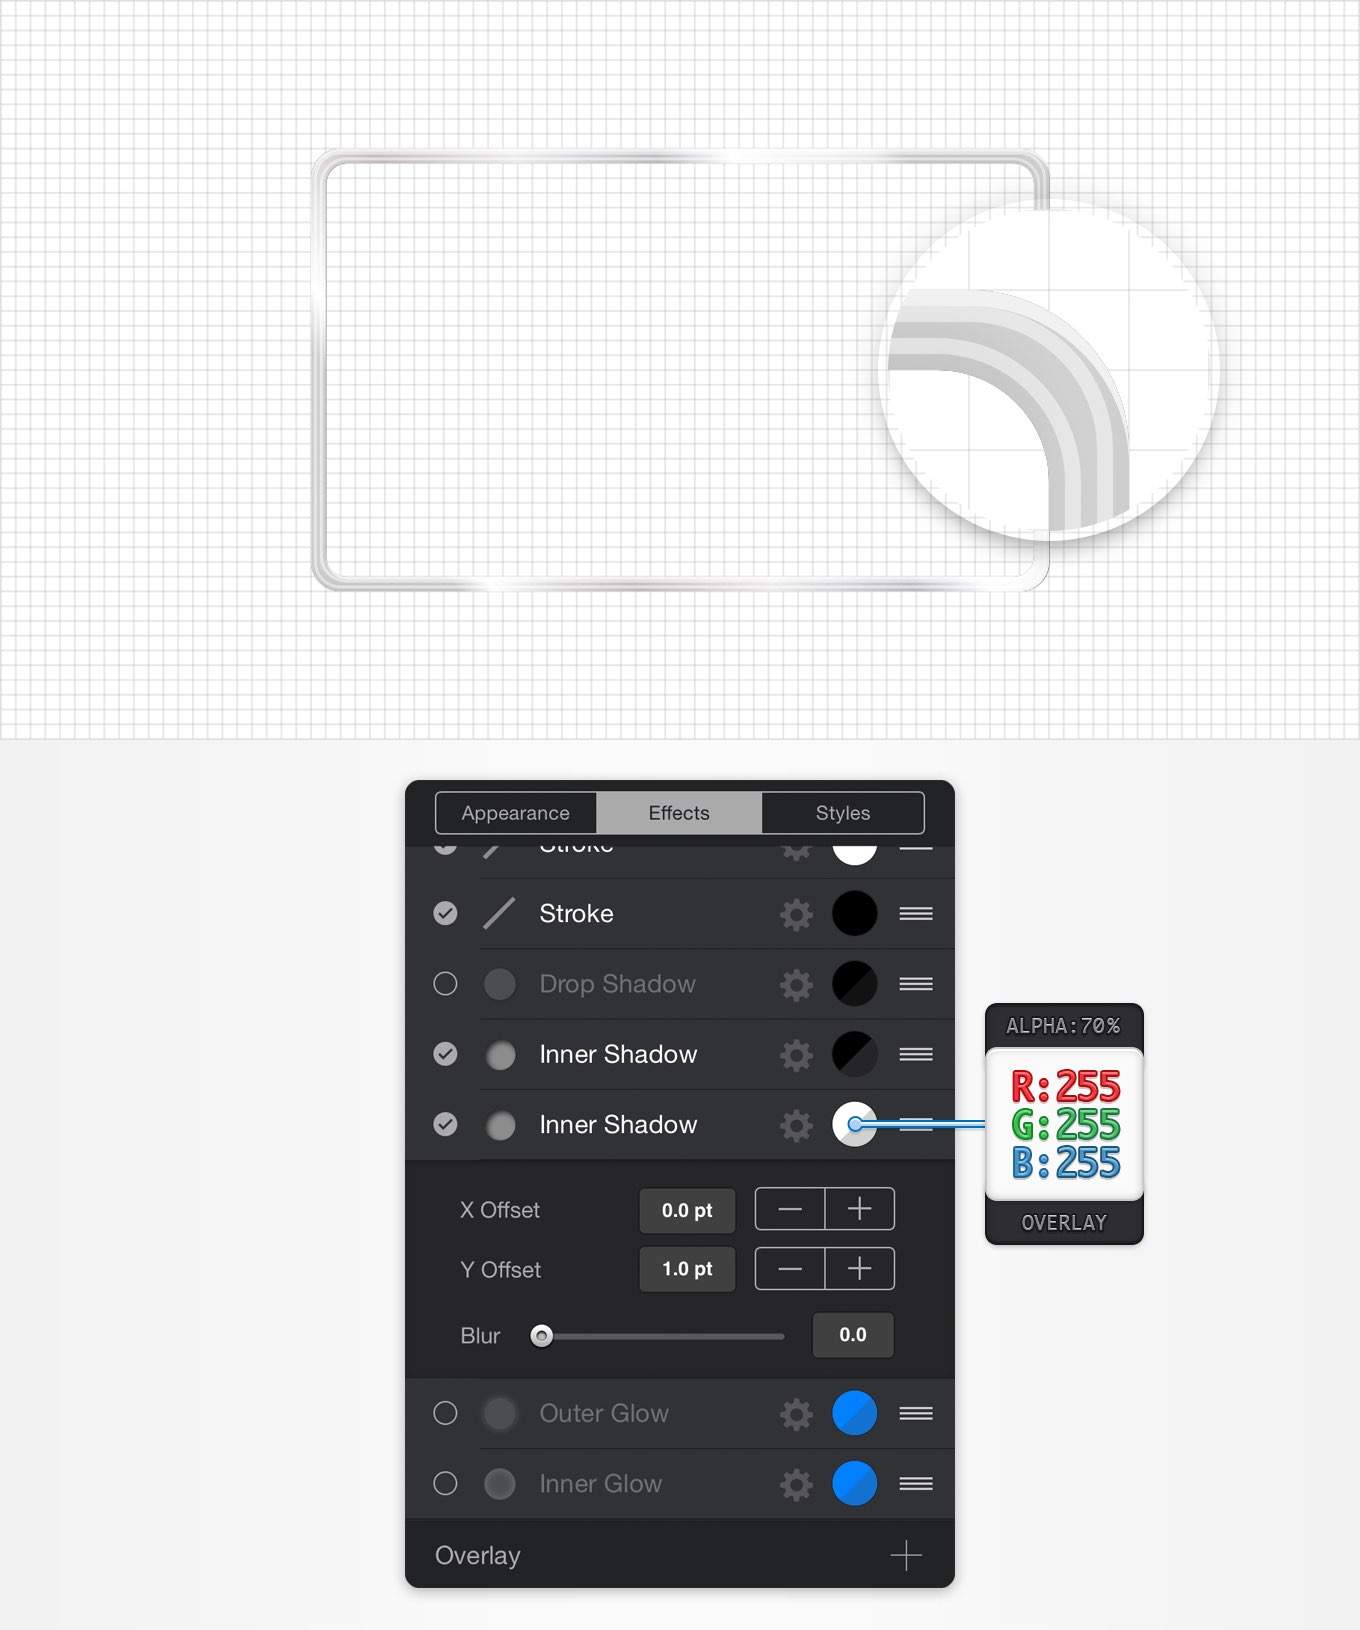 Appearance Effects Styles
Stroke
Stroke
Drop Shadow
Inner Shadow
Inner Shadow
ALPHA:70%
R:255
G:255
B:255
OVERLAY
X Offset 0.0 pt
Y Offset 1.0 pt
Blur 0.0
Outer Glow
Inner Glow
Overlay